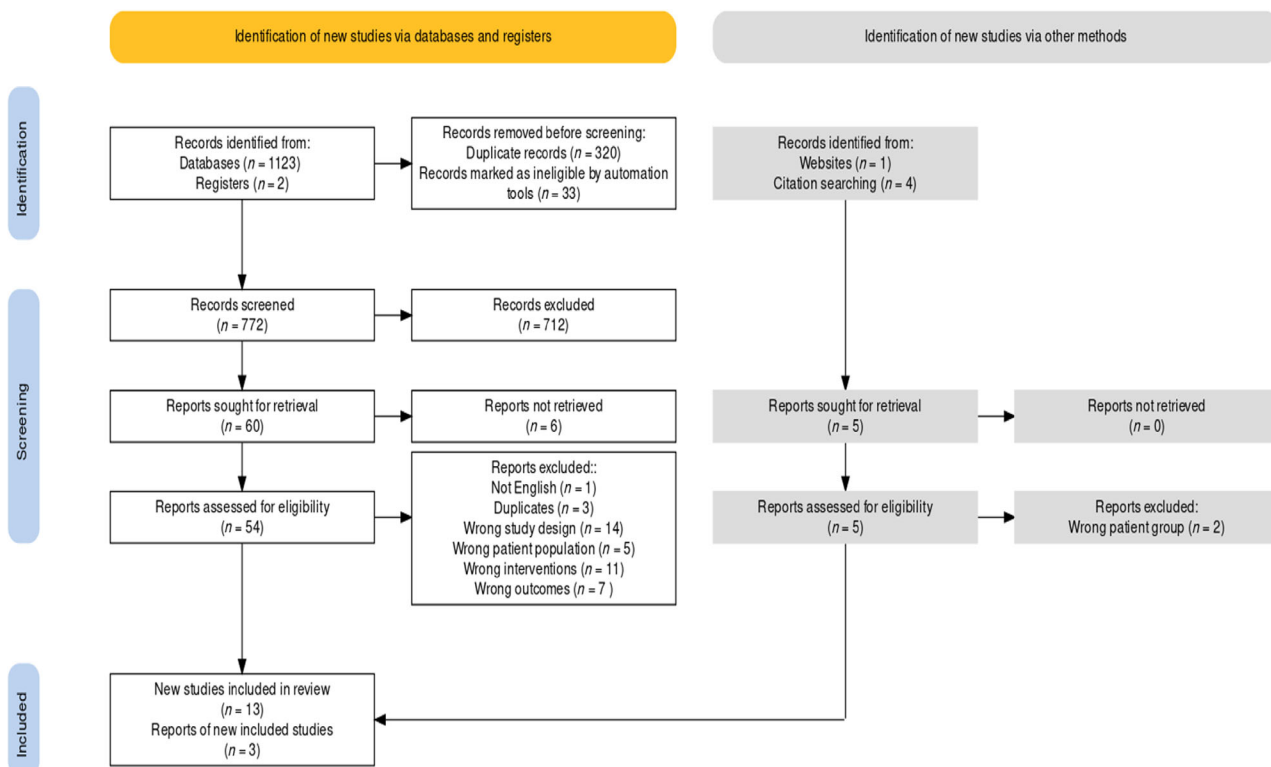 Identification of new studies via databases and registers
Identification of new studies via other methods
Identification
Records identified from:
Databases (n = 1123)
Registers (n = 2)
Records removed before screening:
Duplicate records (n = 320)
Records marked as ineligible by automation
tools (n = 33)
Records identified from:
Websites (n = 1)
Citation searching (n = 4)
Screening
Records screened
(n = 772)
Records excluded
(n = 712)
Reports sought for retrieval
(n = 60)
Reports not retrieved
(n = 6)
Reports sought for retrieval
(n = 5)
Reports not retrieved
(n = 0)
Reports assessed for eligibility
(n = 54)
Reports excluded::
Not English (n = 1)
Duplicates (n = 3)
Wrong study design (n = 14)
Wrong patient population (n = 5)
Wrong interventions (n = 11)
Wrong outcomes (n = 7 )
Reports assessed for eligibility
(n = 5)
Reports excluded:
Wrong patient group (n = 2)
Included
New studies included in review
(n = 13)
Reports of new included studies
(n = 3)